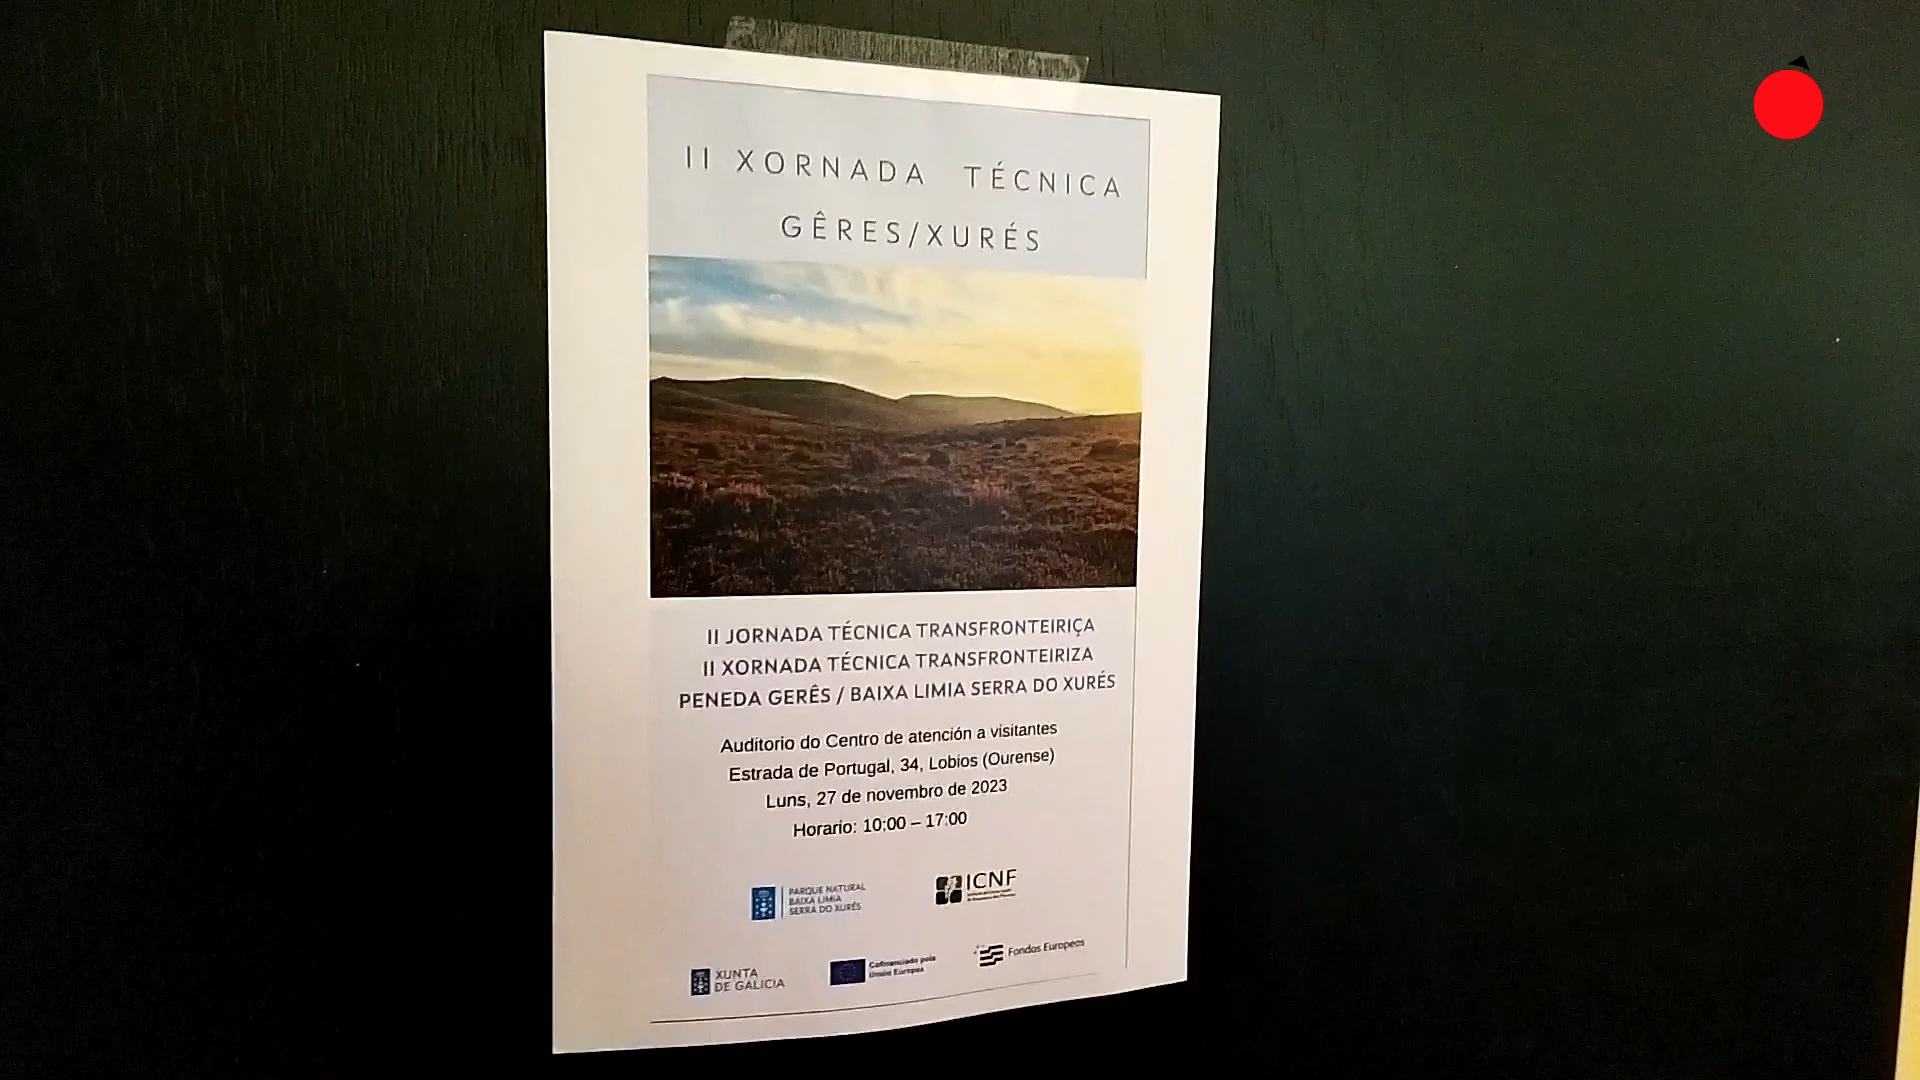 II XORNADA TÉCNICA
GÊRES/XURÉS
II JORNADA TÉCNICA TRANSFRONTEIRIÇA
II XORNADA TÉCNICA TRANSFRONTEIRIZA
PENEDA GERÊS / BAIXA LIMIA SERRA DO XURÉS
Auditorio do Centro de atención a visitantes
Estrada de Portugal, 34, Lobios (Ourense)
Luns, 27 de novembro de 2023
Horario: 10:00 – 17:00
PARQUE NATURAL
BAIXA LIMIA
SERRA DO XURÉS
ICNF
XUNTA
DE GALICIA
Cofinanciado pola
Unión Europea
Fondos Europeos